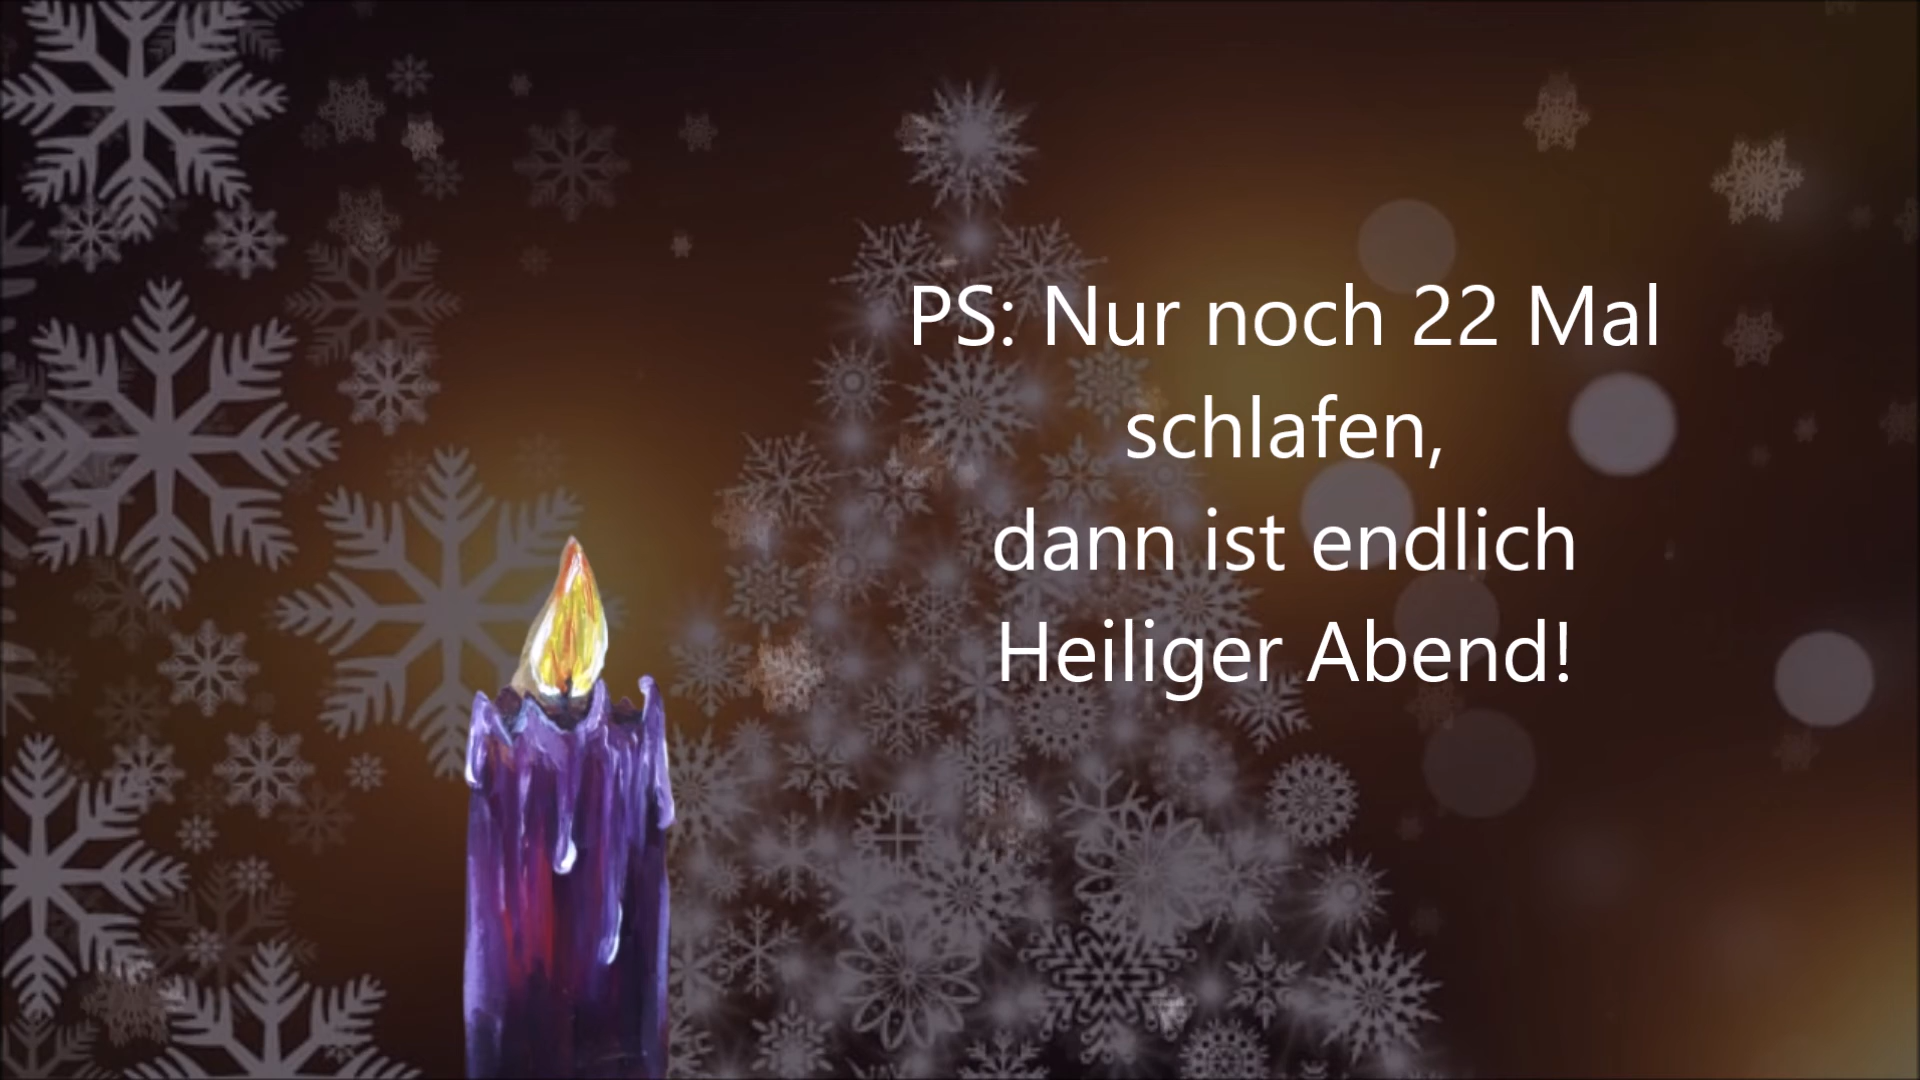 PS: Nur noch 22 Mal
schlafen,
dann ist endlich
Heiliger Abend!